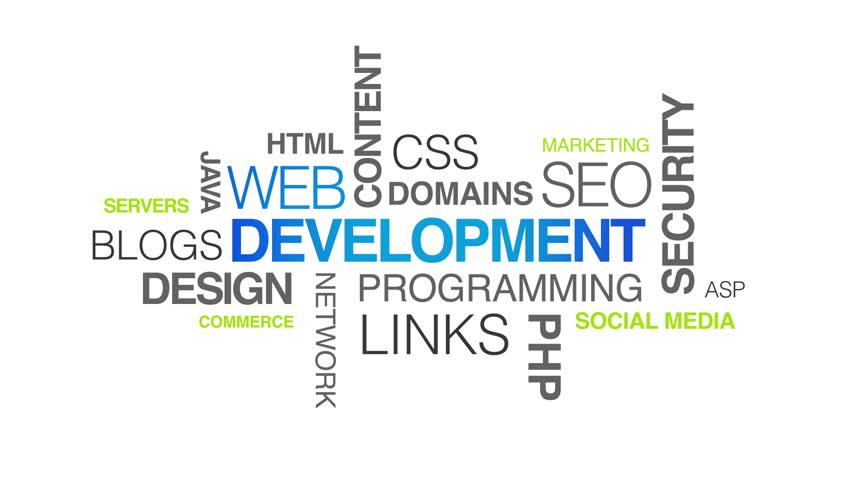 CONTENT
HTML
CSS
MARKETING
SECURITY
JAVA
WEB
DOMAINS
SEO
SERVERS
BLOGS
DEVELOPMENT
DESIGN
NETWORK
PROGRAMMING
ASP
COMMERCE
LINKS
PHP
SOCIAL MEDIA